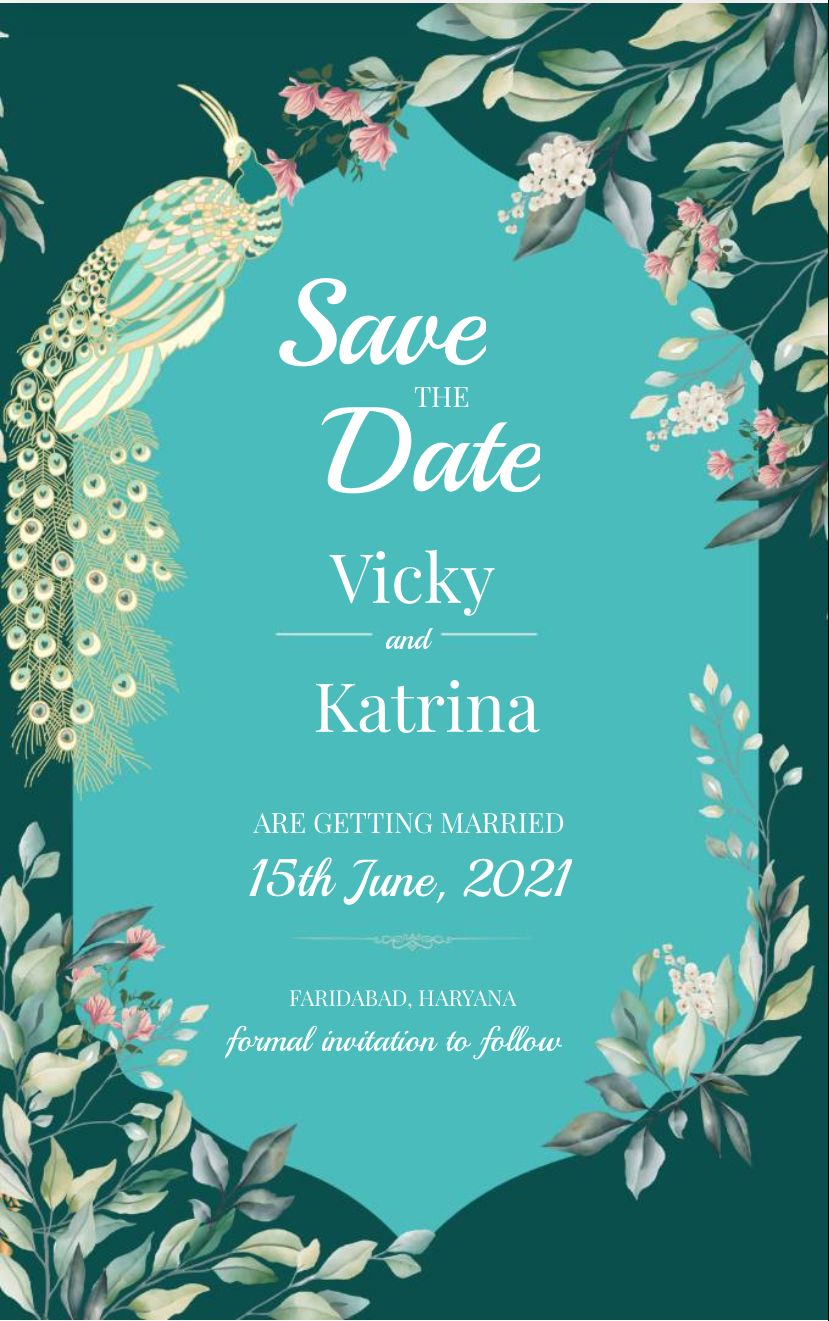 Save
THE
Date
Vicky
and
Katrina
ARE GETTING MARRIED
15th June, 2021
FARIDABAD, HARYANA
formal invitation to follow